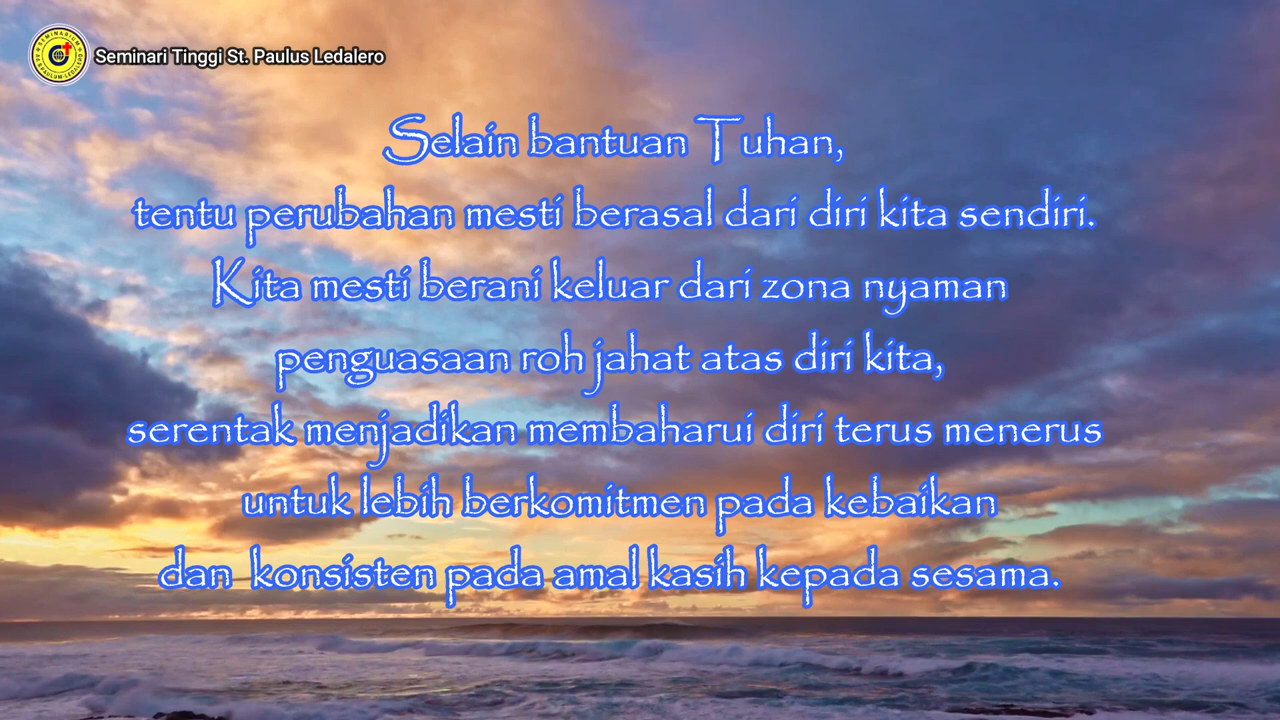 Seminari Tinggi St. Paulus Ledalero
Selain bantuan Tuhan,
tentu perubahan mesti berasal dari diri kita sendiri.
Kita mesti berani keluar dari zona nyaman
penguasaan roh jahat atas diri kita,
serentak menjadikan membaharui diri terus menerus
untuk lebih berkomitmen pada kebaikan
dan konsisten pada amal kasih kepada sesama.